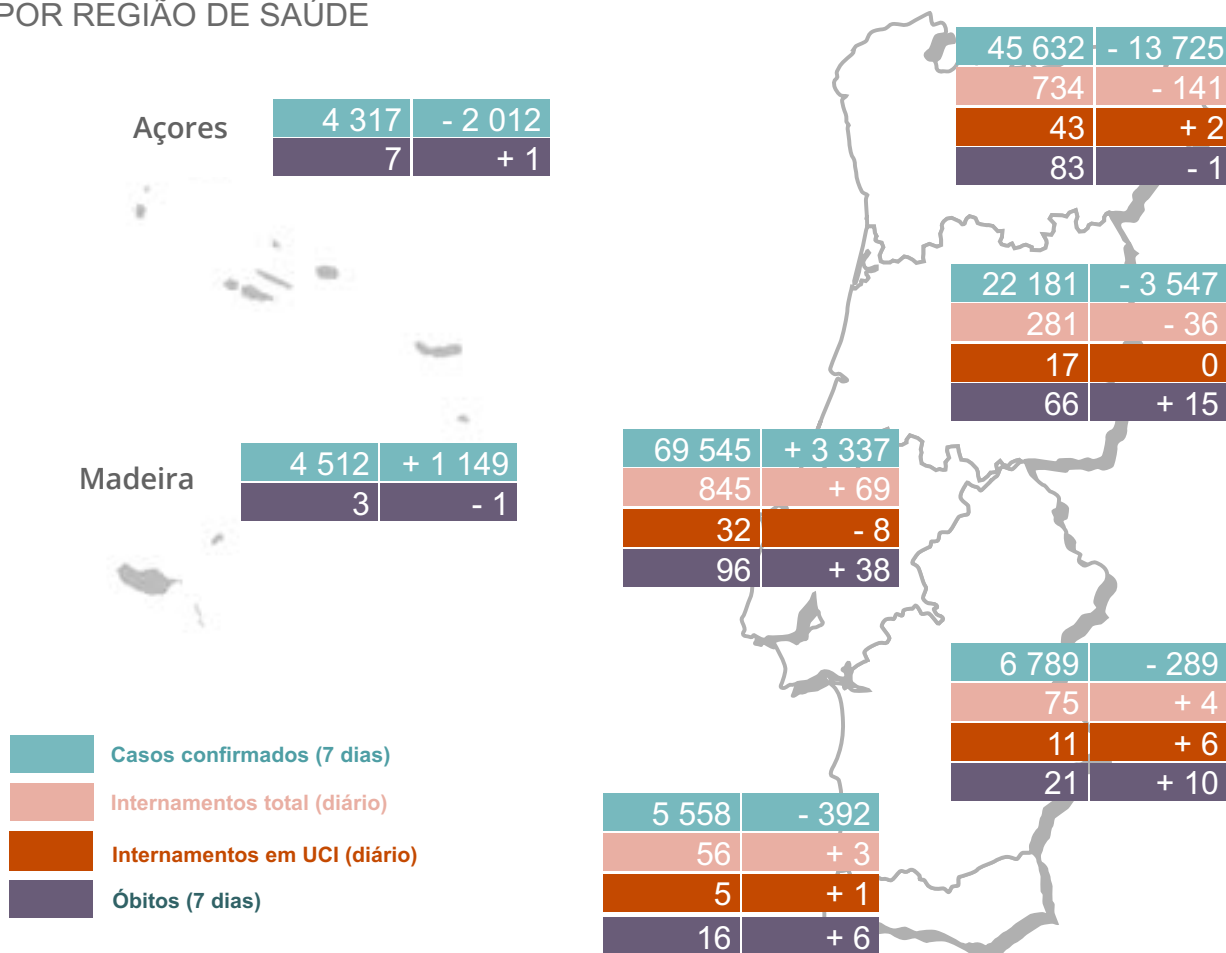 POR REGIÃO DE SAÚDE
45 632 - 13 725
734 - 141
43 + 2
83 - 1
Açores
4 317 - 2 012
7 + 1
22 181 - 3 547
281 - 36
17 0
66 + 15
Madeira
4 512 + 1 149
3 - 1
69 545 + 3 337
845 + 69
32 - 8
96 + 38
6 789 - 289
75 + 4
11 + 6
21 + 10
Casos confirmados (7 dias)
Internamentos total (diário)
Internamentos em UCI (diário)
Óbitos (7 dias)
5 558 - 392
56 + 3
5 + 1
16 + 6